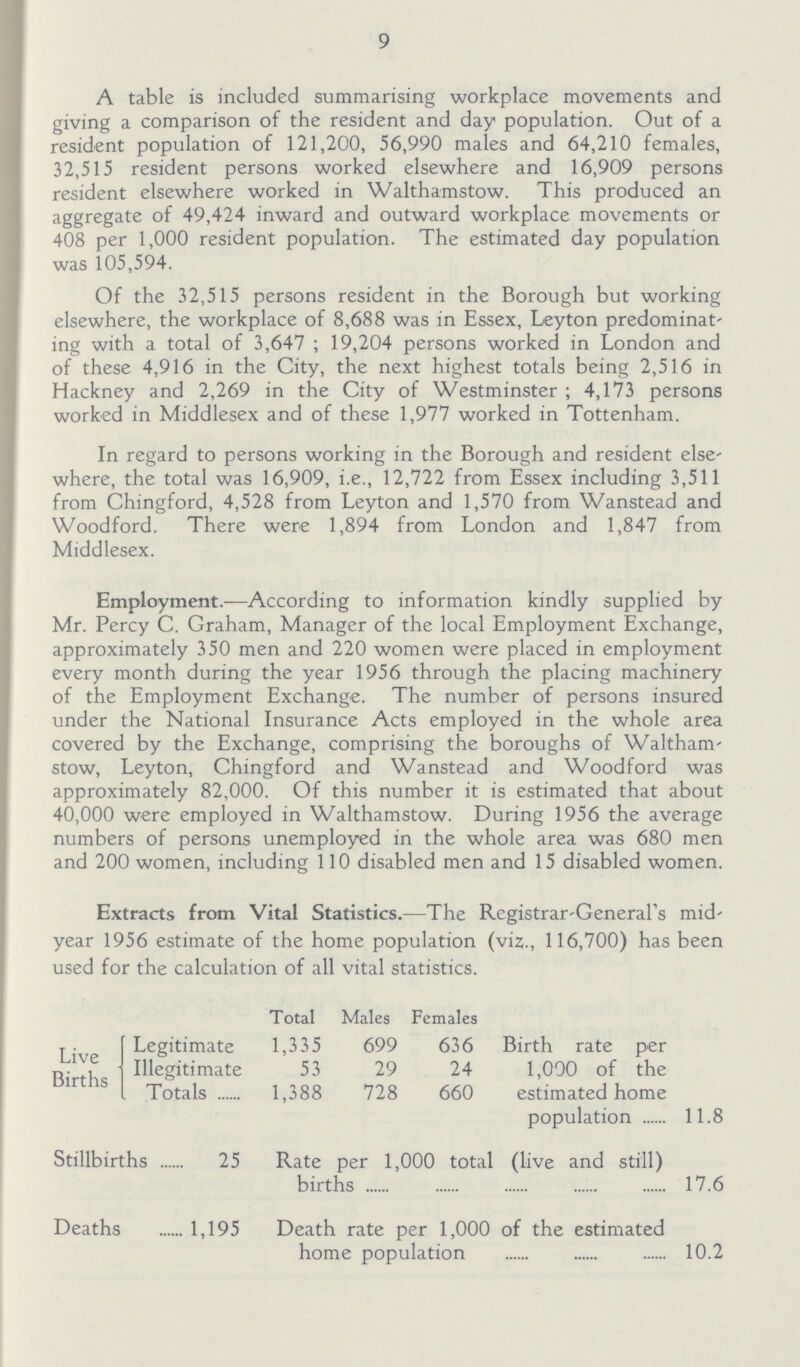 9
A table is included summarising workplace movements and
giving a comparison of the resident and day population. Out of a
resident population of 121,200, 56,990 males and 64,210 females,
32,515 resident persons worked elsewhere and 16,909 persons
resident elsewhere worked in Walthamstow. This produced an
aggregate of 49,424 inward and outward workplace movements or
408 per 1,000 resident population. The estimated day population
was 105,594.
Of the 32,515 persons resident in the Borough but working
elsewhere, the workplace of 8,688 was in Essex, Leyton predominat-
ing with a total of 3,647 ; 19,204 persons worked in London and
of these 4,916 in the City, the next highest totals being 2,516 in
Hackney and 2,269 in the City of Westminster ; 4,173 persons
worked in Middlesex and of these 1,977 worked in Tottenham.
In regard to persons working in the Borough and resident else-
where, the total was 16,909, i.e., 12,722 from Essex including 3,511
from Chingford, 4,528 from Leyton and 1,570 from Wanstead and
Woodford. There were 1,894 from London and 1,847 from
Middlesex.
Employment.—According to information kindly supplied by
Mr. Percy C. Graham, Manager of the local Employment Exchange,
approximately 350 men and 220 women were placed in employment
every month during the year 1956 through the placing machinery
of the Employment Exchange. The number of persons insured
under the National Insurance Acts employed in the whole area
covered by the Exchange, comprising the boroughs of Waltham-
stow, Leyton, Chingford and Wanstead and Woodford was
approximately 82,000. Of this number it is estimated that about
40,000 were employed in Walthamstow. During 1956 the average
numbers of persons unemployed in the whole area was 680 men
and 200 women, including 110 disabled men and 15 disabled women.
Extracts from Vital Statistics.—The Registrar-General's mid-
year 1956 estimate of the home population (viz., 116,700) has been
used for the calculation of all vital statistics.
Total Males Females
Live Births Legitimate 1,335 699 636 Birth rate per
Illegitimate 53 29 24 1,000 of the
Totals ...... 1,388 728 660 estimated home
population ...... 11.8
Stillbirths ...... 25 Rate per 1,000 total (live and still)
births ...... ...... ...... ...... ...... 17.6
Deaths ...... 1,195 Death rate per 1,000 of the estimated
home population ...... ...... ...... 10.2